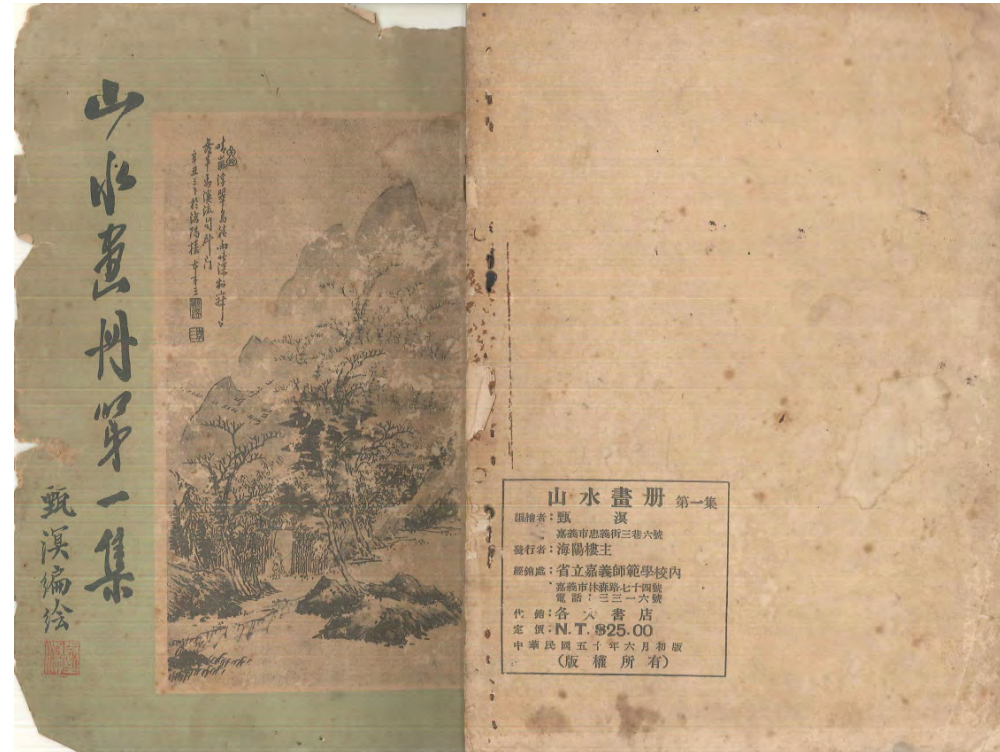 山水畫册第一集
甄溟編绘
山水畫册 第一集
編繪者：甄溟
嘉義市忠義街三巷六號
發行者：海陽樓主
經銷處：省立嘉義師範學校內
嘉義市林森路七十四號
電話：三三一六號
代銷：各大書店
定價：N.T.$25.00
中華民國五十年六月初版
（版權所有）